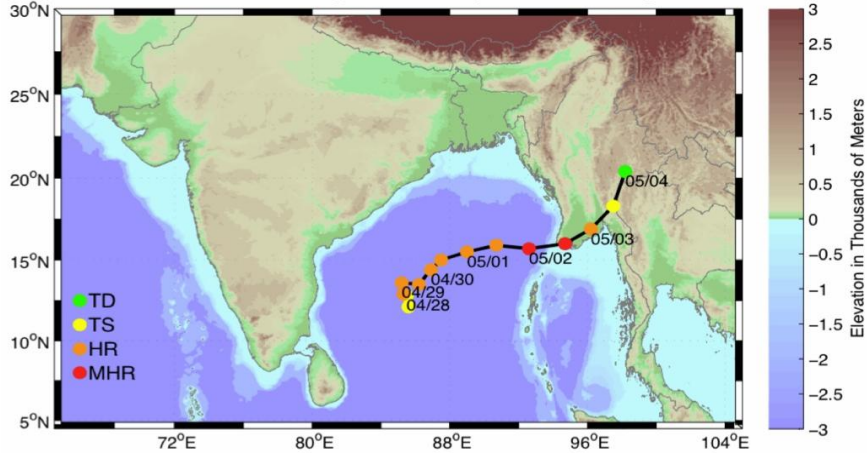 30°N
25°N
20°N
15°N
10°N
5°N
72°E
80°E
88°E
96°E
104°E
05/04
05/03
05/02
05/01
04/30
04/29
04/28
TD
TS
HR
MHR
3
2.5
2
1.5
1
0.5
0
−0.5
−1
−1.5
−2
−2.5
−3
Elevation in Thousands of Meters